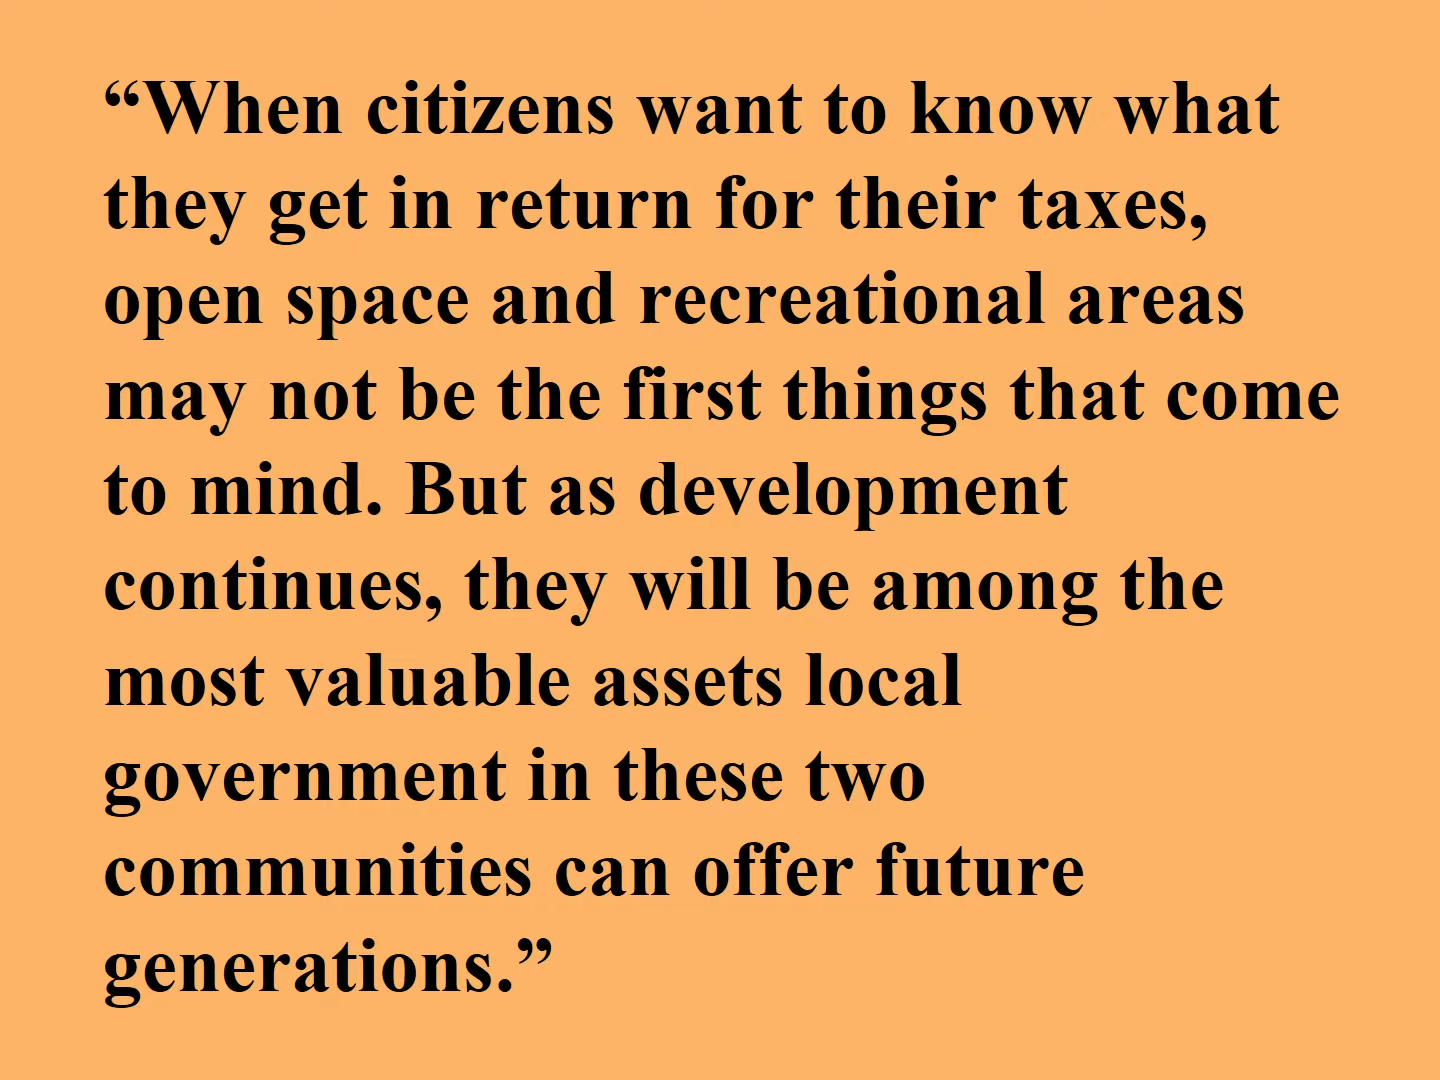 “When citizens want to know what
they get in return for their taxes,
open space and recreational areas
may not be the first things that come
to mind. But as development
continues, they will be among the
most valuable assets local
government in these two
communities can offer future
generations.”